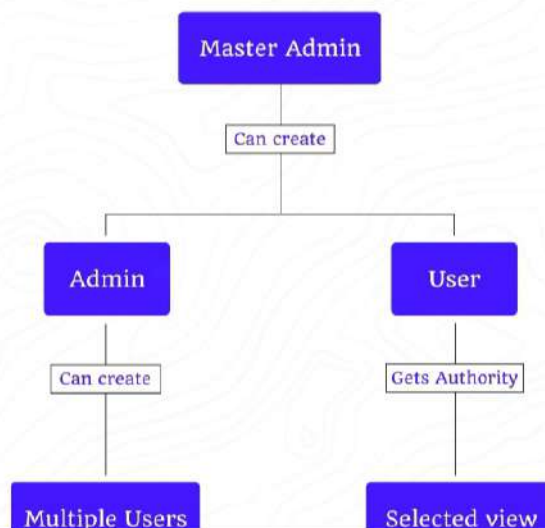 Master Admin
Can create
Admin
User
Can create
Gets Authority
Multiple Users
Selected view